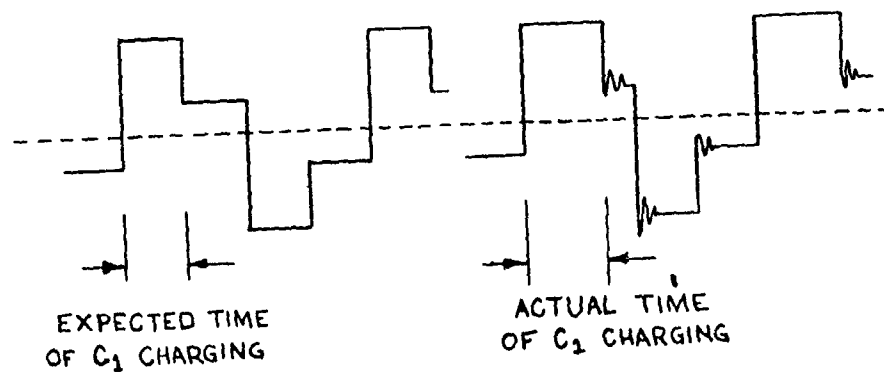 EXPECTED TIME
OF C₁ CHARGING
ACTUAL TIME
OF C₁ CHARGING